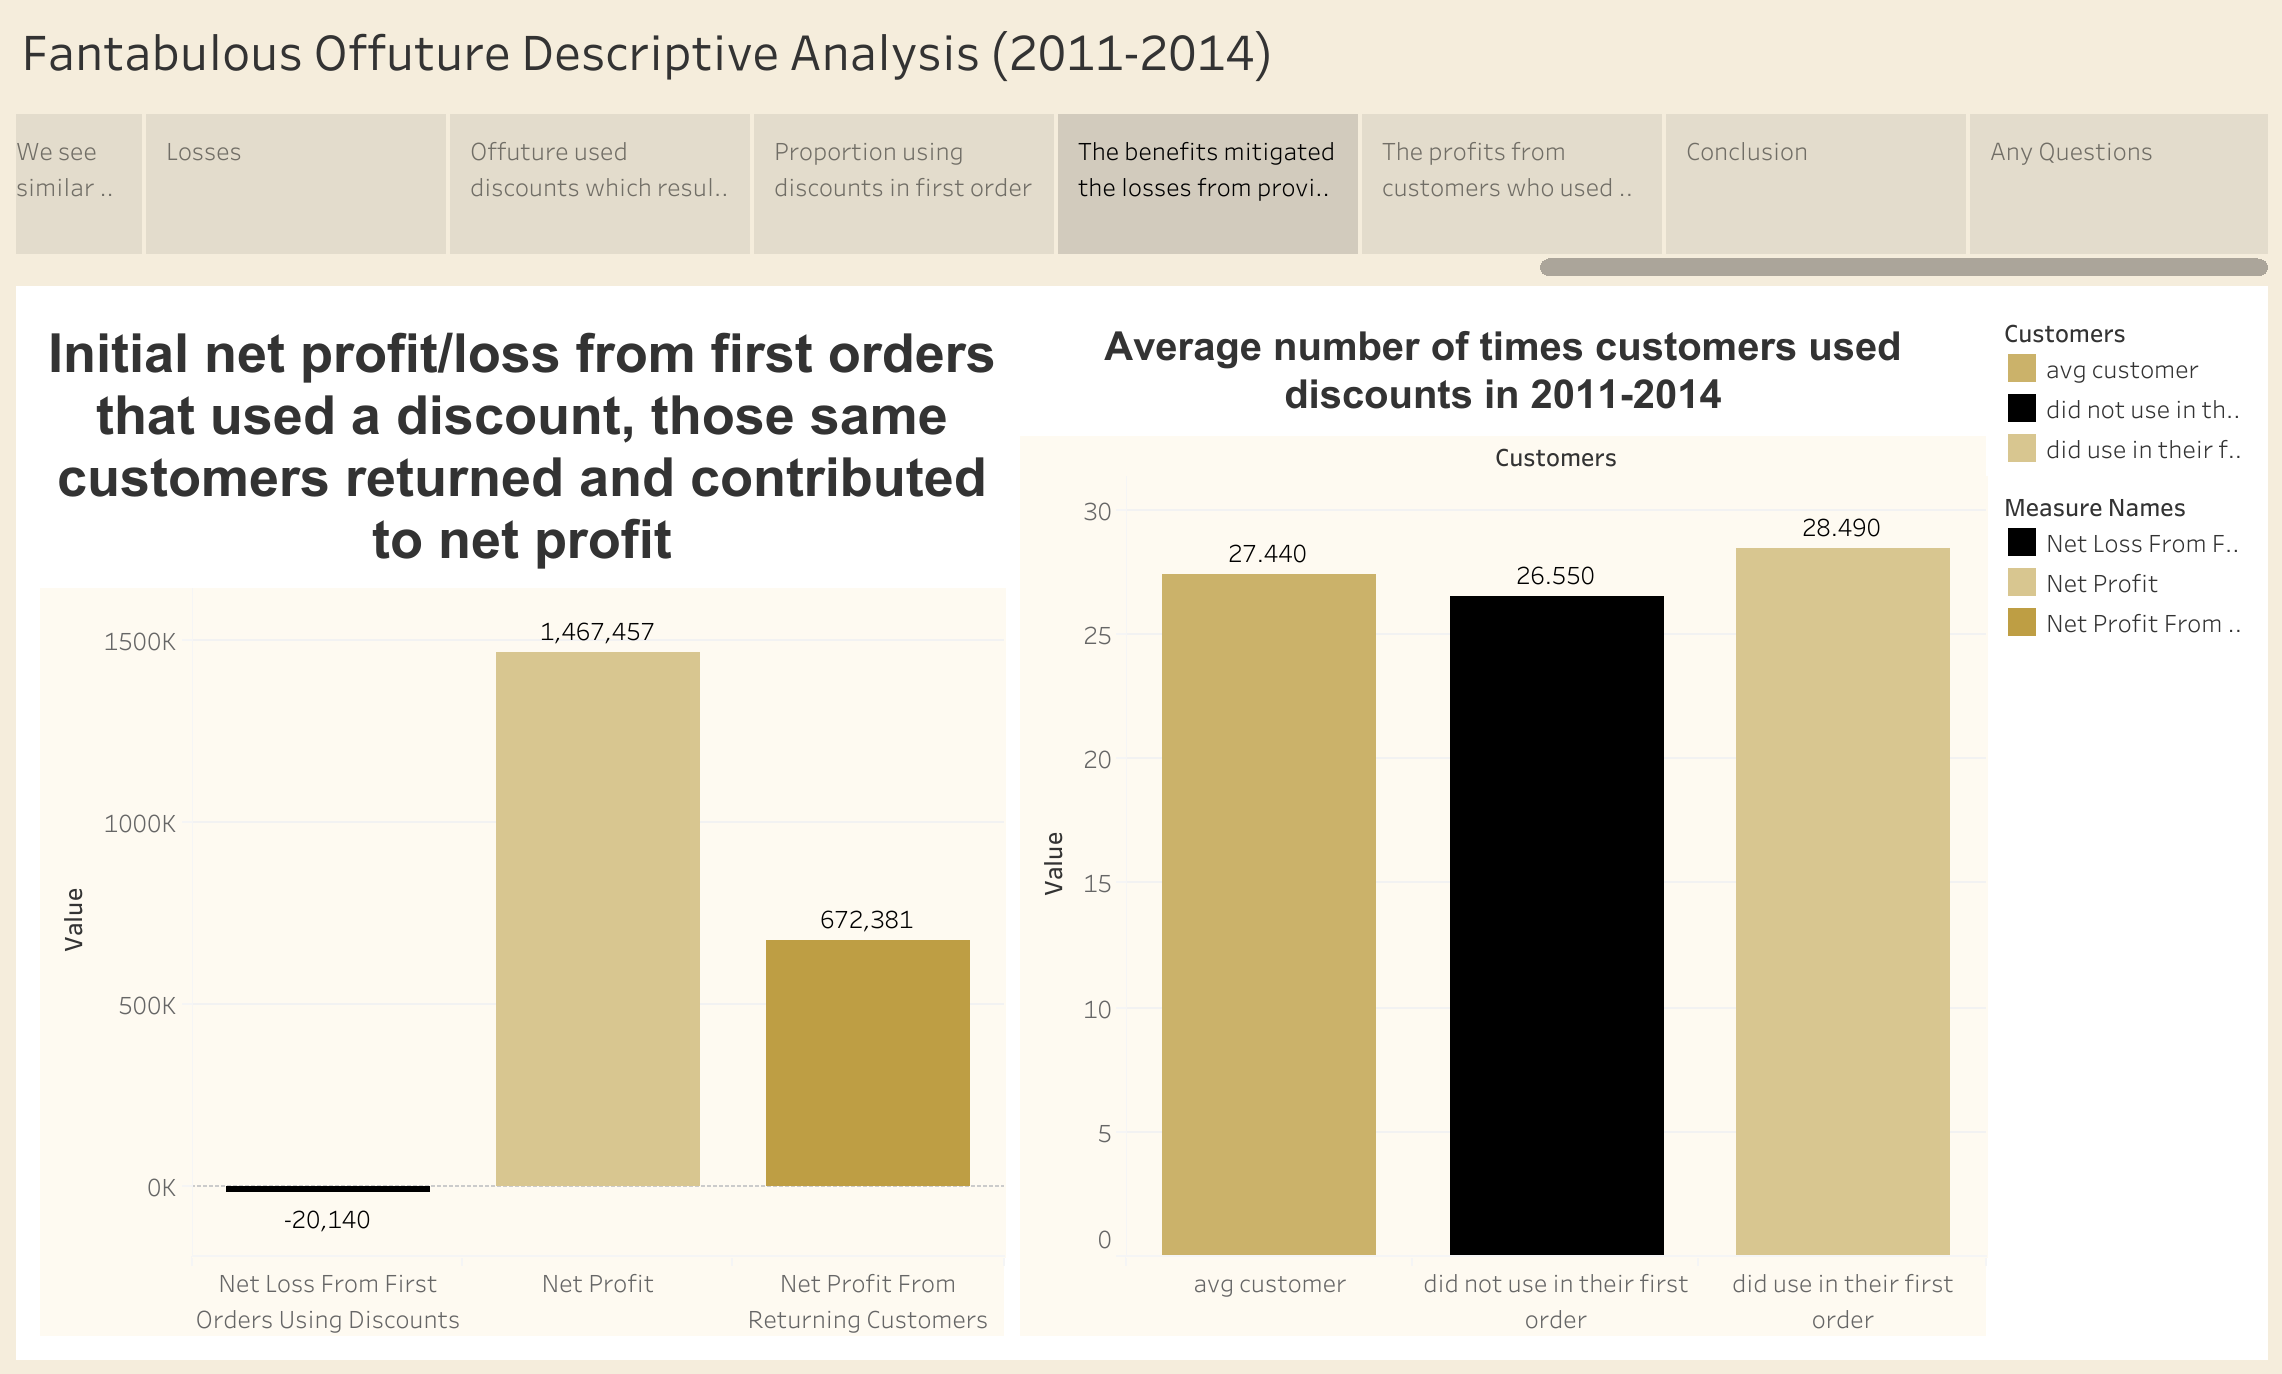 Fantabulous Offuture Descriptive Analysis (2011-2014)
We see
similar ..
Losses
Offuture used
discounts which resul..
Proportion using
discounts in first order
The benefits mitigated
the losses from provi..
The profits from
customers who used ..
Conclusion
Any Questions
Initial net profit/loss from first orders
that used a discount, those same
customers returned and contributed
to net profit
Value
1500K
1000K
500K
0K
-20,140
1,467,457
672,381
Net Loss From First
Orders Using Discounts
Net Profit
Net Profit From
Returning Customers
Average number of times customers used
discounts in 2011-2014
Customers
Value
30
25
20
15
10
5
0
27.440
26.550
28.490
avg customer
did not use in their first
order
did use in their first
order
Customers
avg customer
did not use in th..
did use in their f..
Measure Names
Net Loss From F..
Net Profit
Net Profit From ..